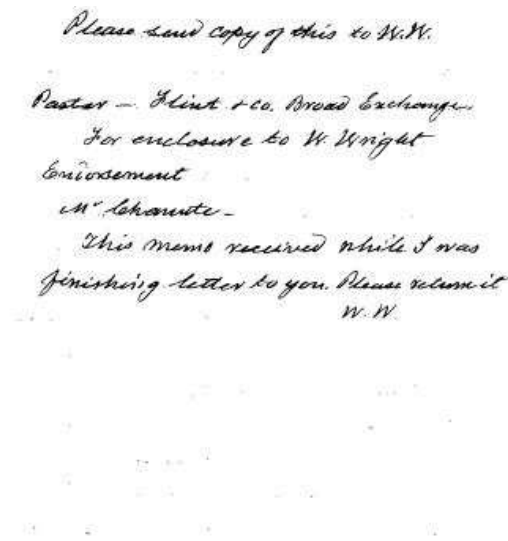 Please send copy of this to W.W.
Pastor - Flint & co. Broad Exchange.
For enclosure to W. Wright
Endorsement
Mr Chanute -
This memo received while I was
finishing letter to you. Please return it
W. W.